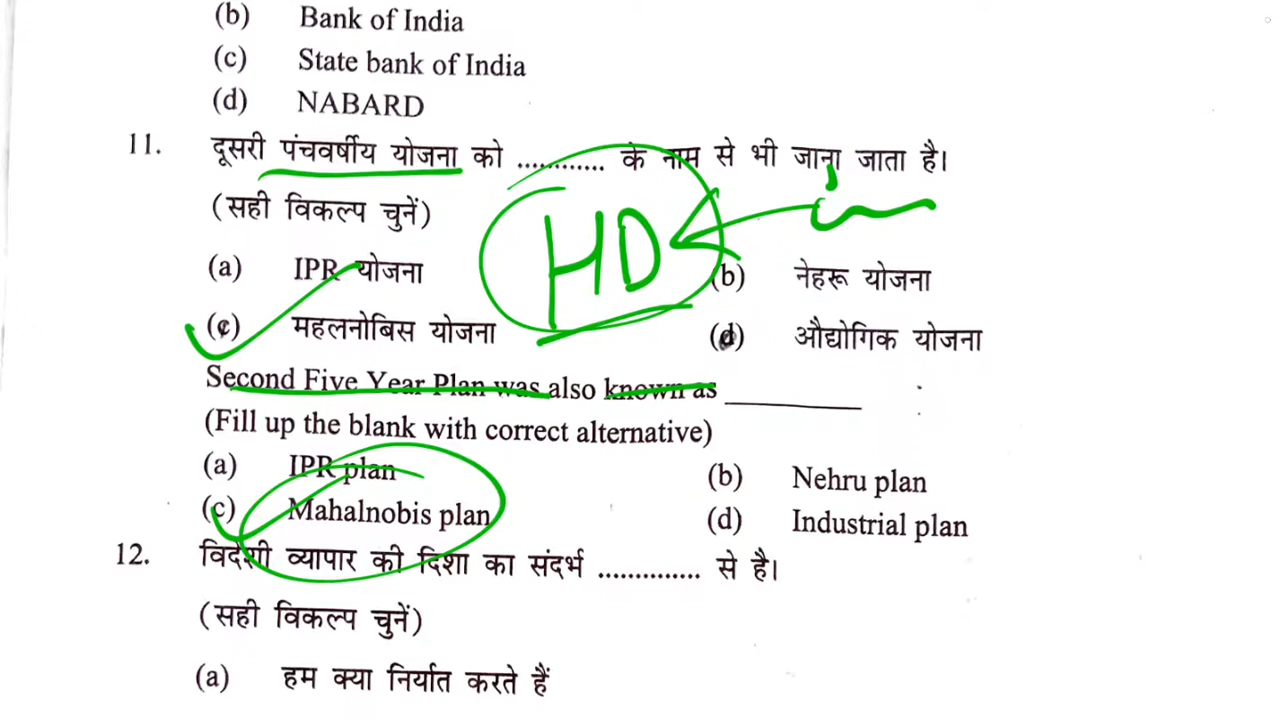 (b) Bank of India
(c) State bank of India
(d) NABARD
11. दूसरी पंचवर्षीय योजना को ............ के नाम से भी जाना जाता है।
(सही विकल्प चुनें)
HD
(a) IPR योजना (b) नेहरू योजना
(c) महलनोबिस योजना (d) औद्योगिक योजना
Second Five Year Plan was also known as __________
(Fill up the blank with correct alternative)
(a) IPR plan (b) Nehru plan
(c) Mahalnobis plan (d) Industrial plan
12. विदेशी व्यापार की दिशा का संदर्भ .............. से है।
(सही विकल्प चुनें)
(a) हम क्या निर्यात करते हैं